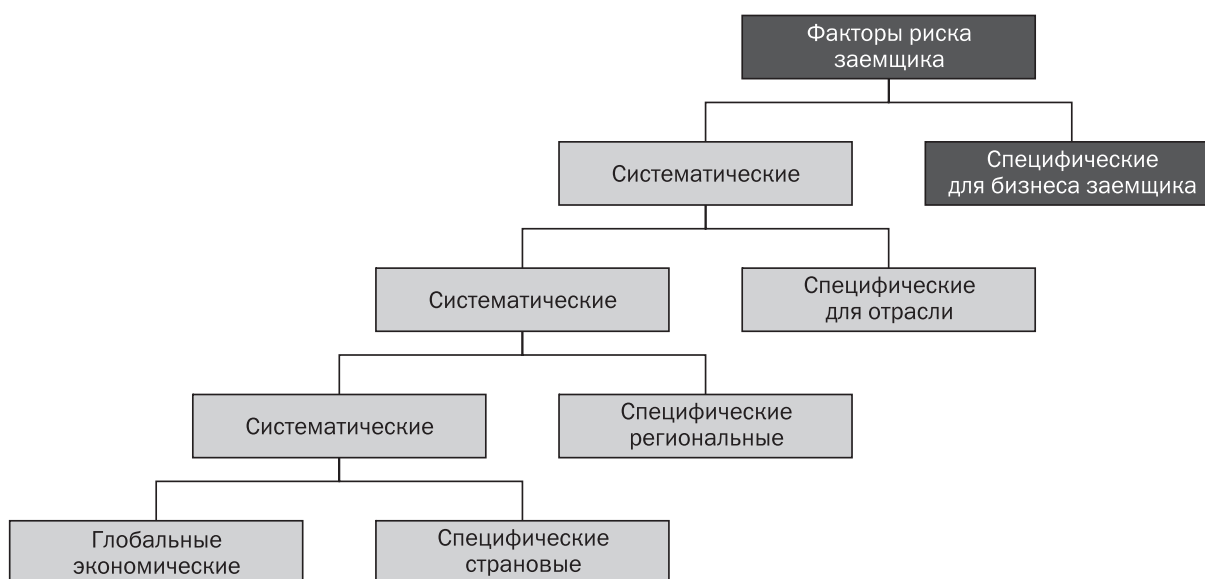 Факторы риска
заемщика
Систематические
Специфические
для бизнеса заемщика
Систематические
Специфические
для отрасли
Систематические
Специфические
региональные
Глобальные
экономические
Специфические
страновые